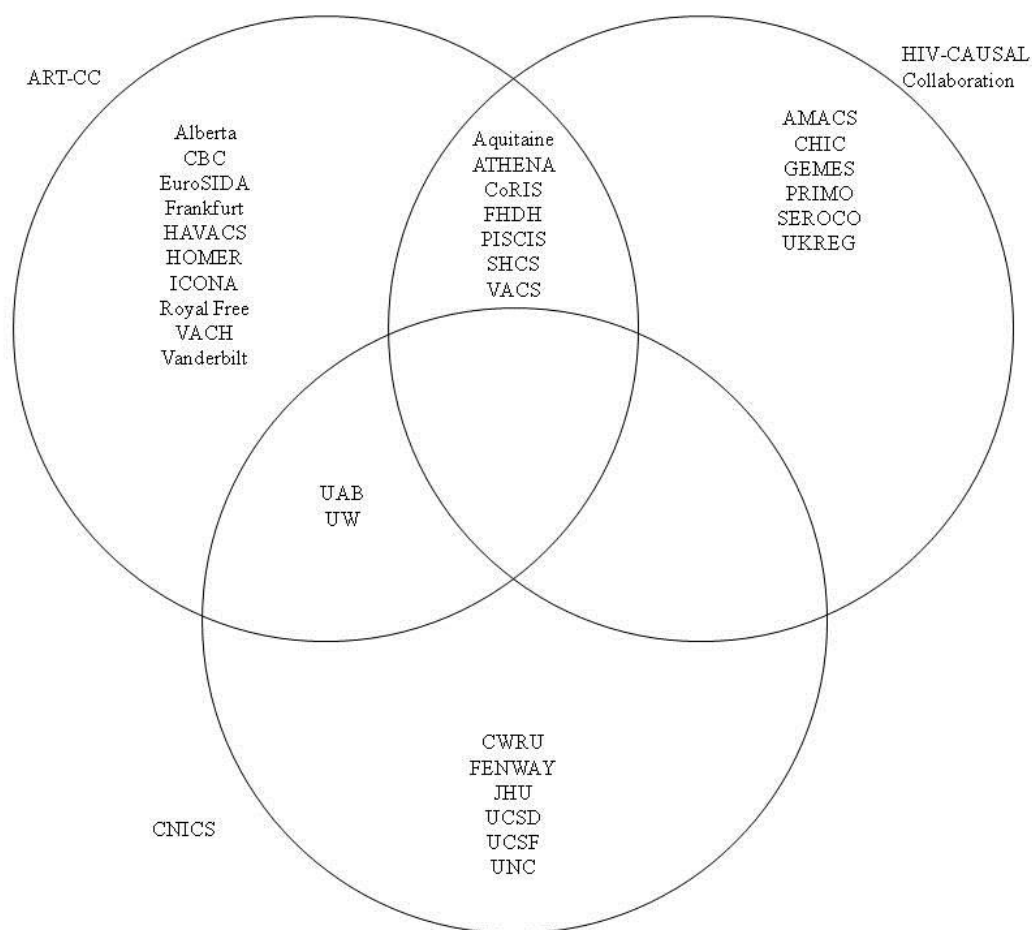 ART-CC
HIV-CAUSAL
Collaboration
Alberta
CBC
EuroSIDA
Frankfurt
HAVACS
HOMER
ICONA
Royal Free
VACH
Vanderbilt
Aquitaine
ATHENA
CoRIS
FHDH
PISCIS
SHCS
VACS
AMACS
CHIC
GEMES
PRIMO
SEROCO
UKREG
UAB
UW
CNICS
CWRU
FENWAY
JHU
UCSD
UCSF
UNC